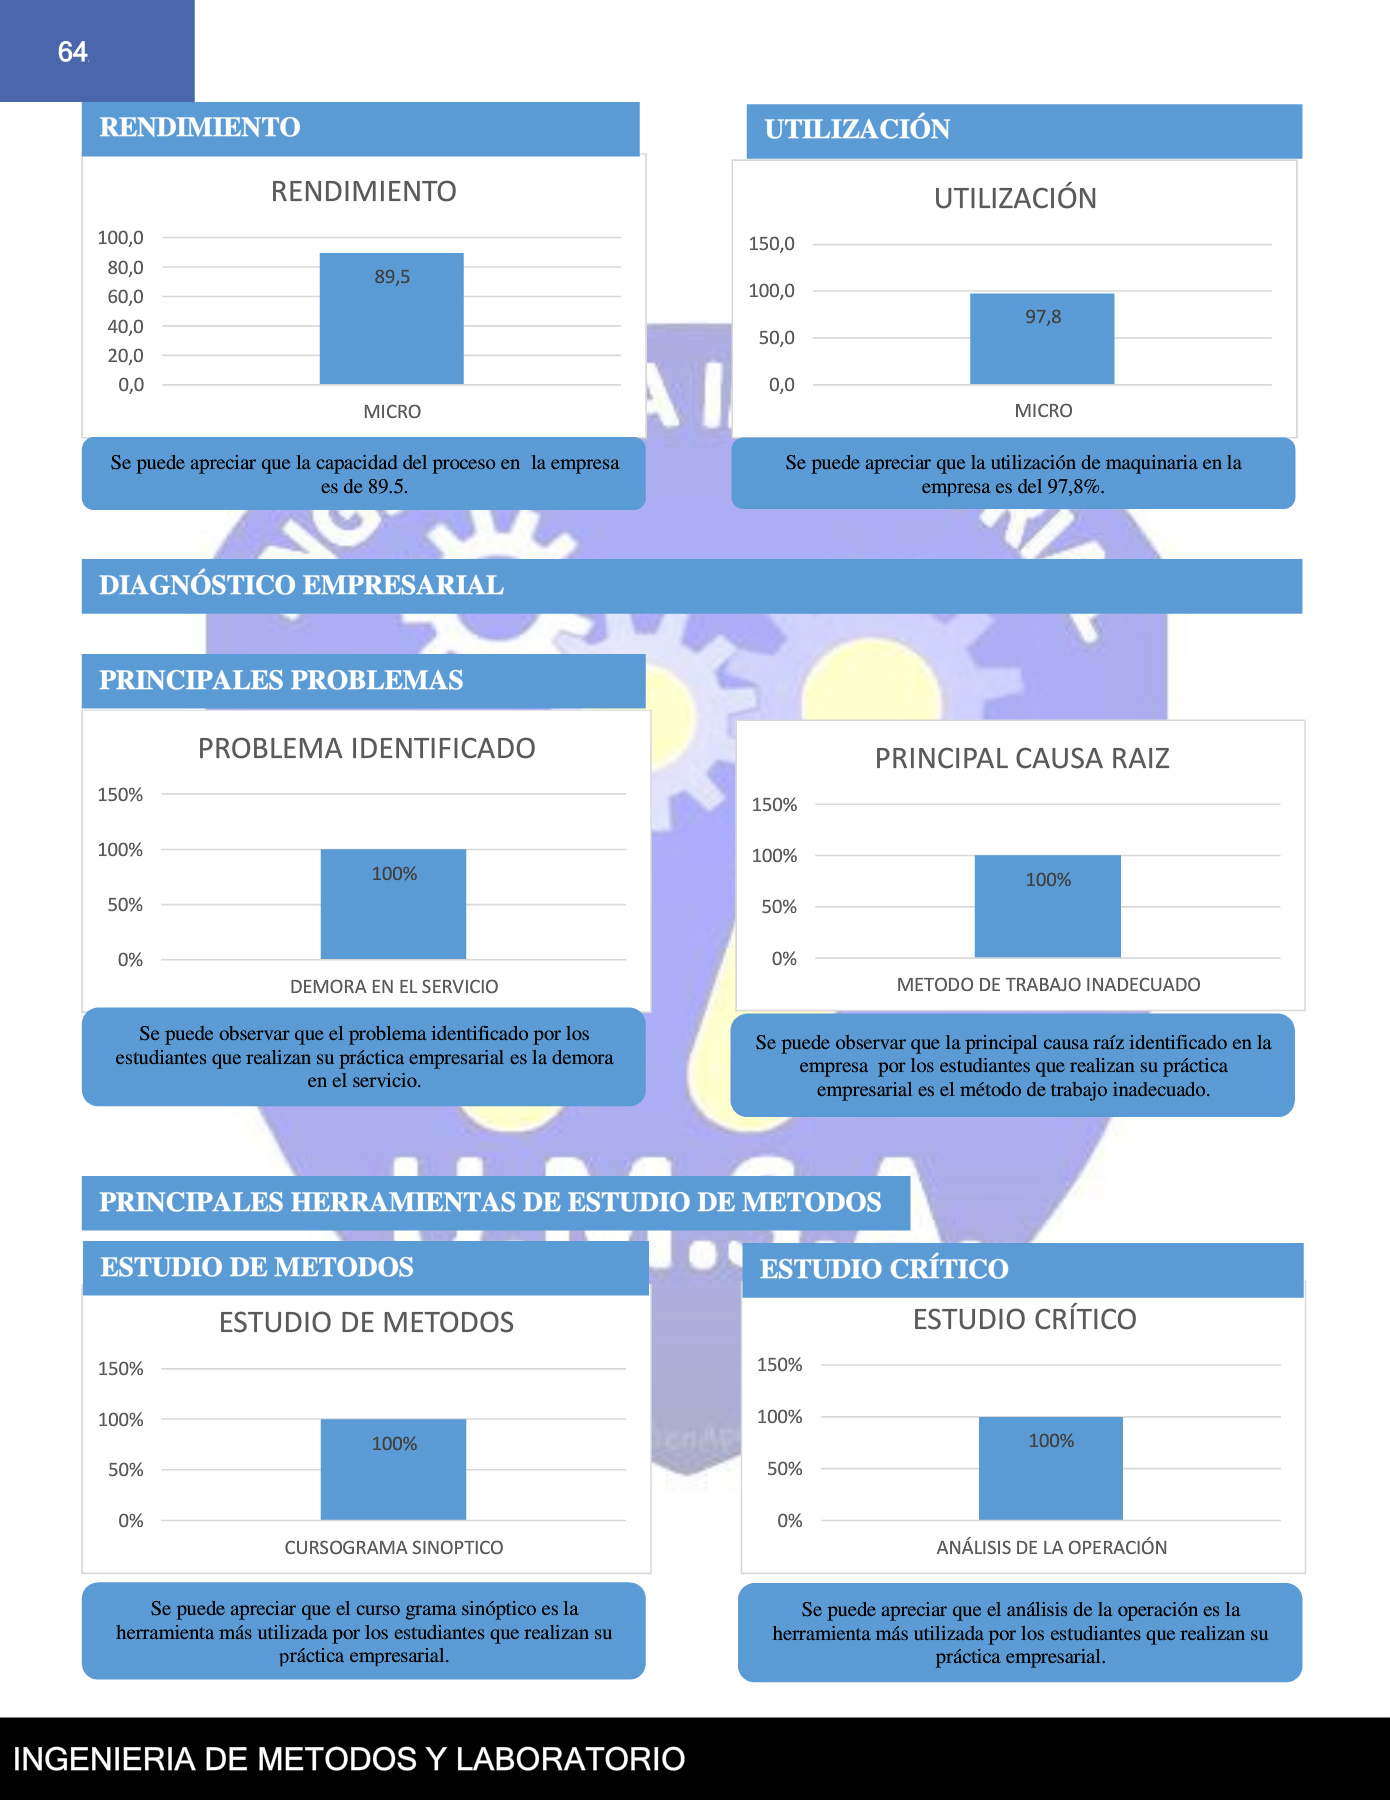 64
RENDIMIENTO
RENDIMIENTO
100,0
80,0
60,0
40,0
20,0
0,0
89,5
MICRO
Se puede apreciar que la capacidad del proceso en la empresa
es de 89.5.
UTILIZACIÓN
UTILIZACIÓN
150,0
100,0
50,0
0,0
97,8
MICRO
Se puede apreciar que la utilización de maquinaria en la
empresa es del 97,8%.
DIAGNÓSTICO EMPRESARIAL
PRINCIPALES PROBLEMAS
PROBLEMA IDENTIFICADO
150%
100%
50%
0%
100%
DEMORA EN EL SERVICIO
Se puede observar que el problema identificado por los
estudiantes que realizan su práctica empresarial es la demora
en el servicio.
PRINCIPAL CAUSA RAIZ
150%
100%
50%
0%
100%
METODO DE TRABAJO INADECUADO
Se puede observar que la principal causa raíz identificado en la
empresa por los estudiantes que realizan su práctica
empresarial es el método de trabajo inadecuado.
PRINCIPALES HERRAMIENTAS DE ESTUDIO DE METODOS
ESTUDIO DE METODOS
ESTUDIO DE METODOS
150%
100%
50%
0%
100%
CURSOGRAMA SINOPTICO
Se puede apreciar que el curso grama sinóptico es la
herramienta más utilizada por los estudiantes que realizan su
práctica empresarial.
ESTUDIO CRÍTICO
ESTUDIO CRÍTICO
150%
100%
50%
0%
100%
ANÁLISIS DE LA OPERACIÓN
Se puede apreciar que el análisis de la operación es la
herramienta más utilizada por los estudiantes que realizan su
práctica empresarial.
INGENIERIA DE METODOS Y LABORATORIO